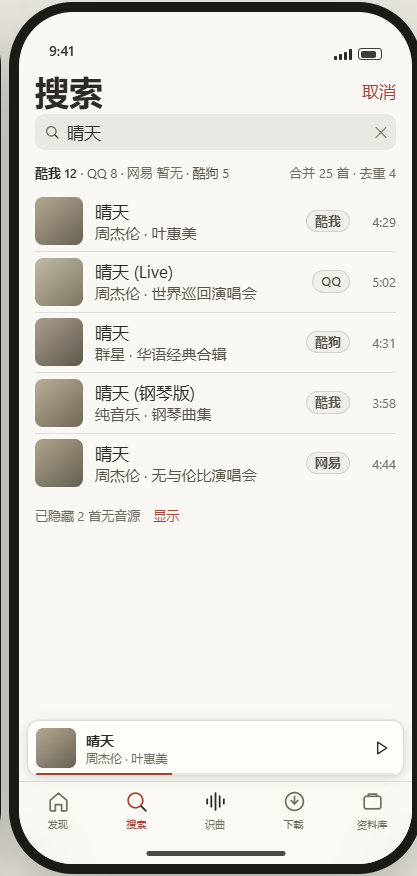 9:41
搜索 取消
晴天
酷我 12 · QQ 8 · 网易 暂无 · 酷狗 5 合并 25 首 · 去重 4
晴天
周杰伦 · 叶惠美
酷我 4:29
晴天 (Live)
周杰伦 · 世界巡回演唱会
QQ 5:02
晴天
群星 · 华语经典合辑
酷狗 4:31
晴天 (钢琴版)
纯音乐 · 钢琴曲集
酷我 3:58
晴天
周杰伦 · 无与伦比演唱会
网易 4:44
已隐藏 2 首无音源 显示
晴天
周杰伦 · 叶惠美
发现 搜索 识曲 下载 资料库